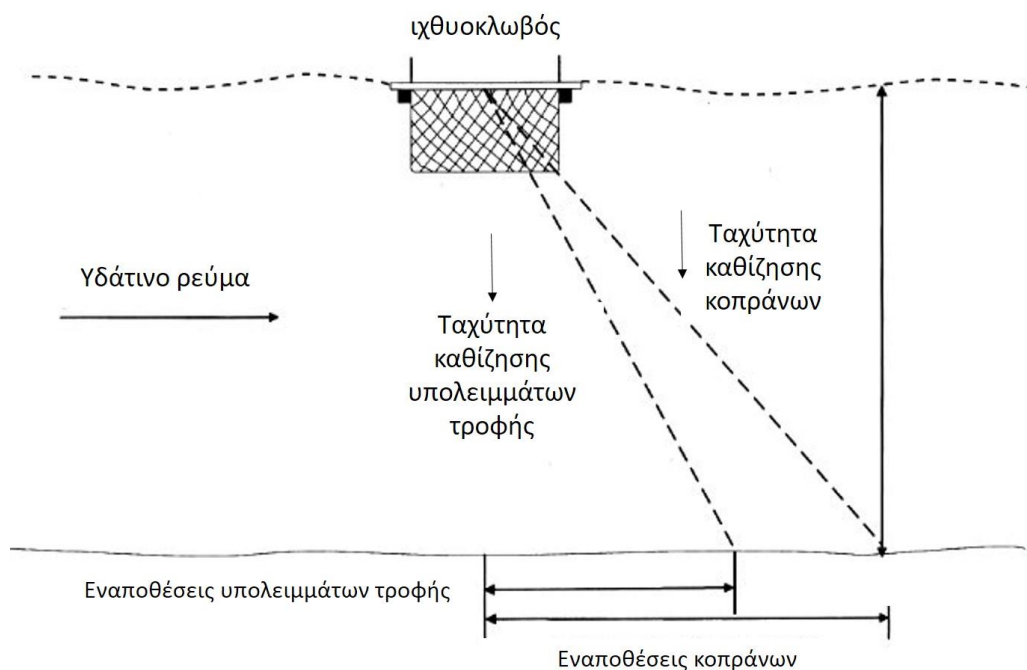 ιχθυοκλωβός
Υδάτινο ρεύμα
Ταχύτητα
καθίζησης
υπολειμμάτων
τροφής
Ταχύτητα
καθίζησης
κοπράνων
Εναποθέσεις υπολειμμάτων τροφής
Εναποθέσεις κοπράνων